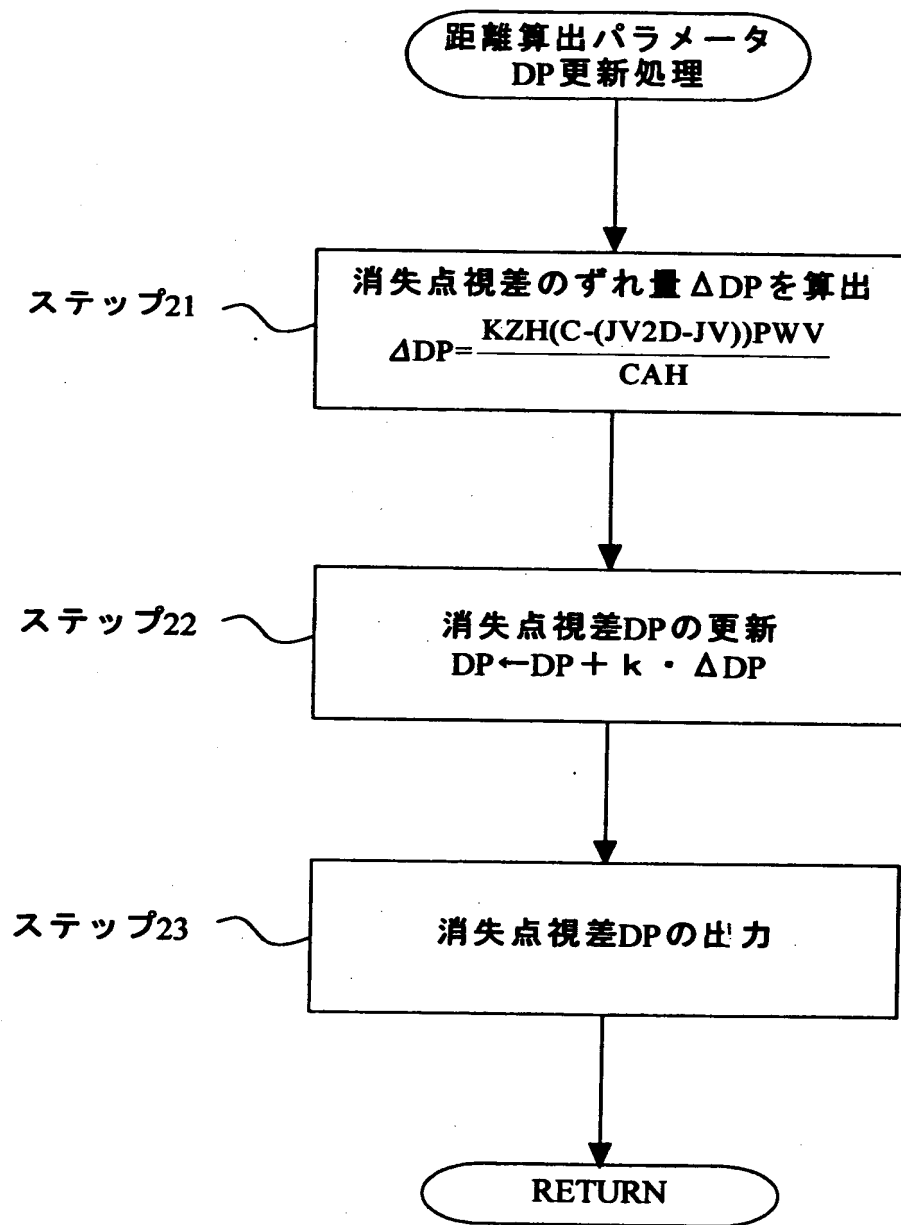 距離算出パラメータ
DP更新処理
ステップ21
消失点視差のずれ量ΔDPを算出
ΔDP=KZH(C-(JV2D-JV))PWV
CAH
ステップ22
消失点視差DPの更新
DP←DP+k・ΔDP
ステップ23
消失点視差DPの出力
RETURN